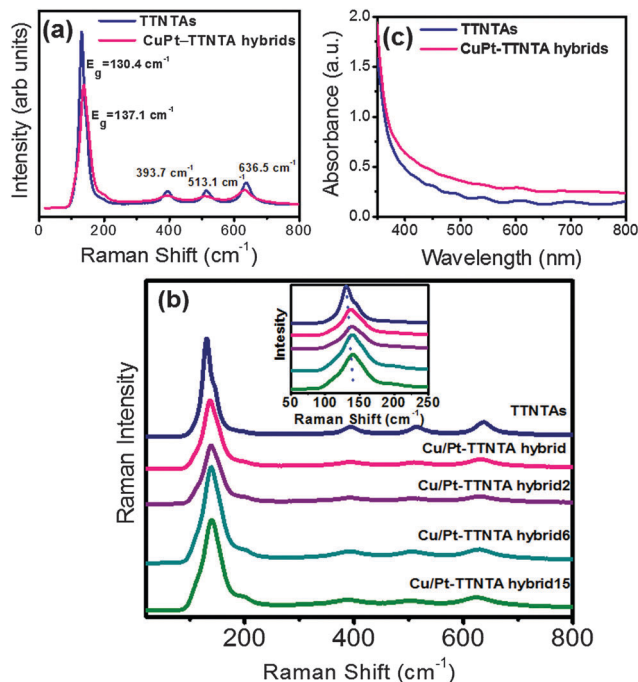 (a)
TTNTAs
CuPt–TTNTA hybrids
Eg=130.4 cm-1
Eg=137.1 cm-1
393.7 cm-1
513.1 cm-1
636.5 cm-1
Intensity (arb units)
0 200 400 600 800
Raman Shift (cm-1)
(c)
TTNTAs
CuPt-TTNTA hybrids
Absorbance (a.u.)
2.0
1.5
1.0
0.5
0.0
400 500 600 700 800
Wavelength (nm)
(b)
Intesity
50 100 150 200 250
Raman Shift (cm-1)
TTNTAs
Cu/Pt-TTNTA hybrid
Cu/Pt-TTNTA hybrid2
Cu/Pt-TTNTA hybrid6
Cu/Pt-TTNTA hybrid15
Raman Intensity
200 400 600 800
Raman Shift (cm-1)